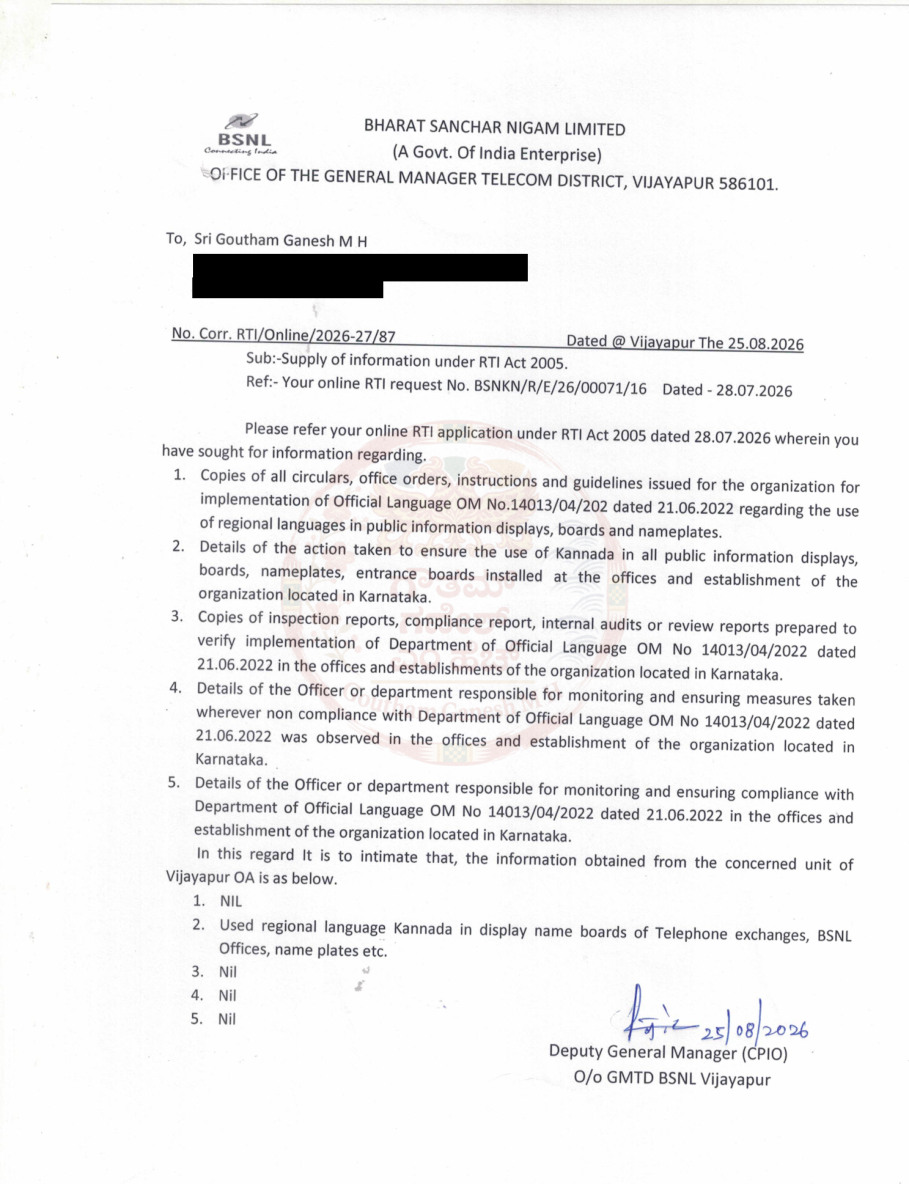 BSNL
Connecting India
BHARAT SANCHAR NIGAM LIMITED
(A Govt. Of India Enterprise)
OFFICE OF THE GENERAL MANAGER TELECOM DISTRICT, VIJAYAPUR 586101.
To, Sri Goutham Ganesh M H
No. Corr. RTI/Online/2026-27/87 Dated @ Vijayapur The 25.08.2026
Sub:-Supply of information under RTI Act 2005.
Ref:- Your online RTI request No. BSNKN/R/E/26/00071/16 Dated - 28.07.2026
Please refer your online RTI application under RTI Act 2005 dated 28.07.2026 wherein you
have sought for information regarding.
1. Copies of all circulars, office orders, instructions and guidelines issued for the organization for
implementation of Official Language OM No.14013/04/202 dated 21.06.2022 regarding the use
of regional languages in public information displays, boards and nameplates.
2. Details of the action taken to ensure the use of Kannada in all public information displays,
boards, nameplates, entrance boards installed at the offices and establishment of the
organization located in Karnataka.
3. Copies of inspection reports, compliance report, internal audits or review reports prepared to
verify implementation of Department of Official Language OM No 14013/04/2022 dated
21.06.2022 in the offices and establishments of the organization located in Karnataka.
4. Details of the Officer or department responsible for monitoring and ensuring measures taken
wherever non compliance with Department of Official Language OM No 14013/04/2022 dated
21.06.2022 was observed in the offices and establishment of the organization located in
Karnataka.
5. Details of the Officer or department responsible for monitoring and ensuring compliance with
Department of Official Language OM No 14013/04/2022 dated 21.06.2022 in the offices and
establishment of the organization located in Karnataka.
In this regard It is to intimate that, the information obtained from the concerned unit of
Vijayapur OA is as below.
1. NIL
2. Used regional language Kannada in display name boards of Telephone exchanges, BSNL
Offices, name plates etc.
3. Nil
4. Nil
5. Nil
25/08/2026
Deputy General Manager (CPIO)
O/o GMTD BSNL Vijayapur
ಗೌತಮ್
ಗಣೇಶ್
ಎಂ ಹೆಚ್
Goutham Ganesh M H